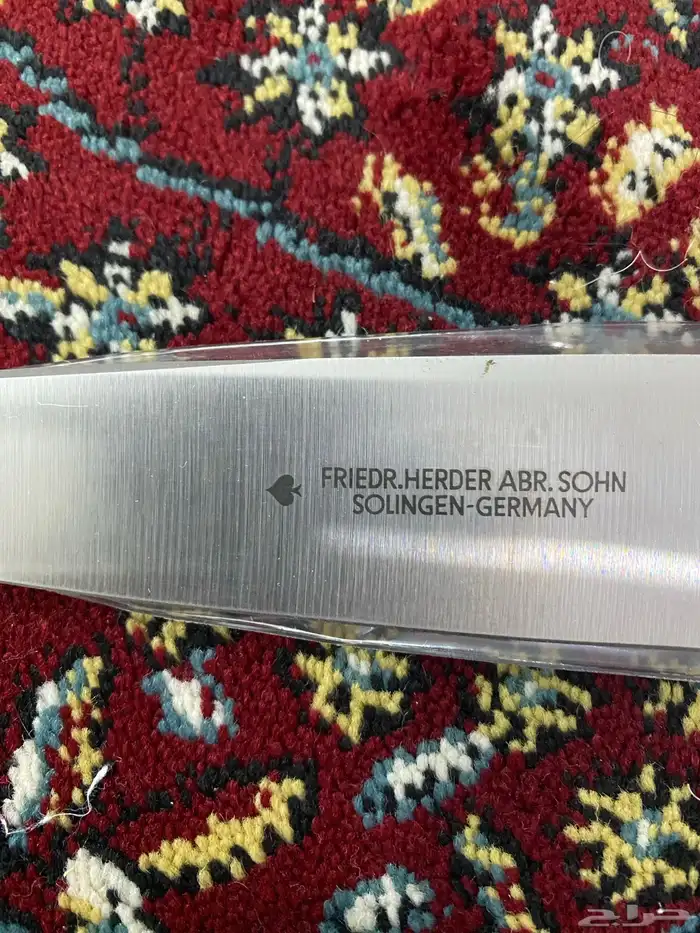 FRIEDR.HERDER ABR.SOHN
SOLINGEN-GERMANY
حراج